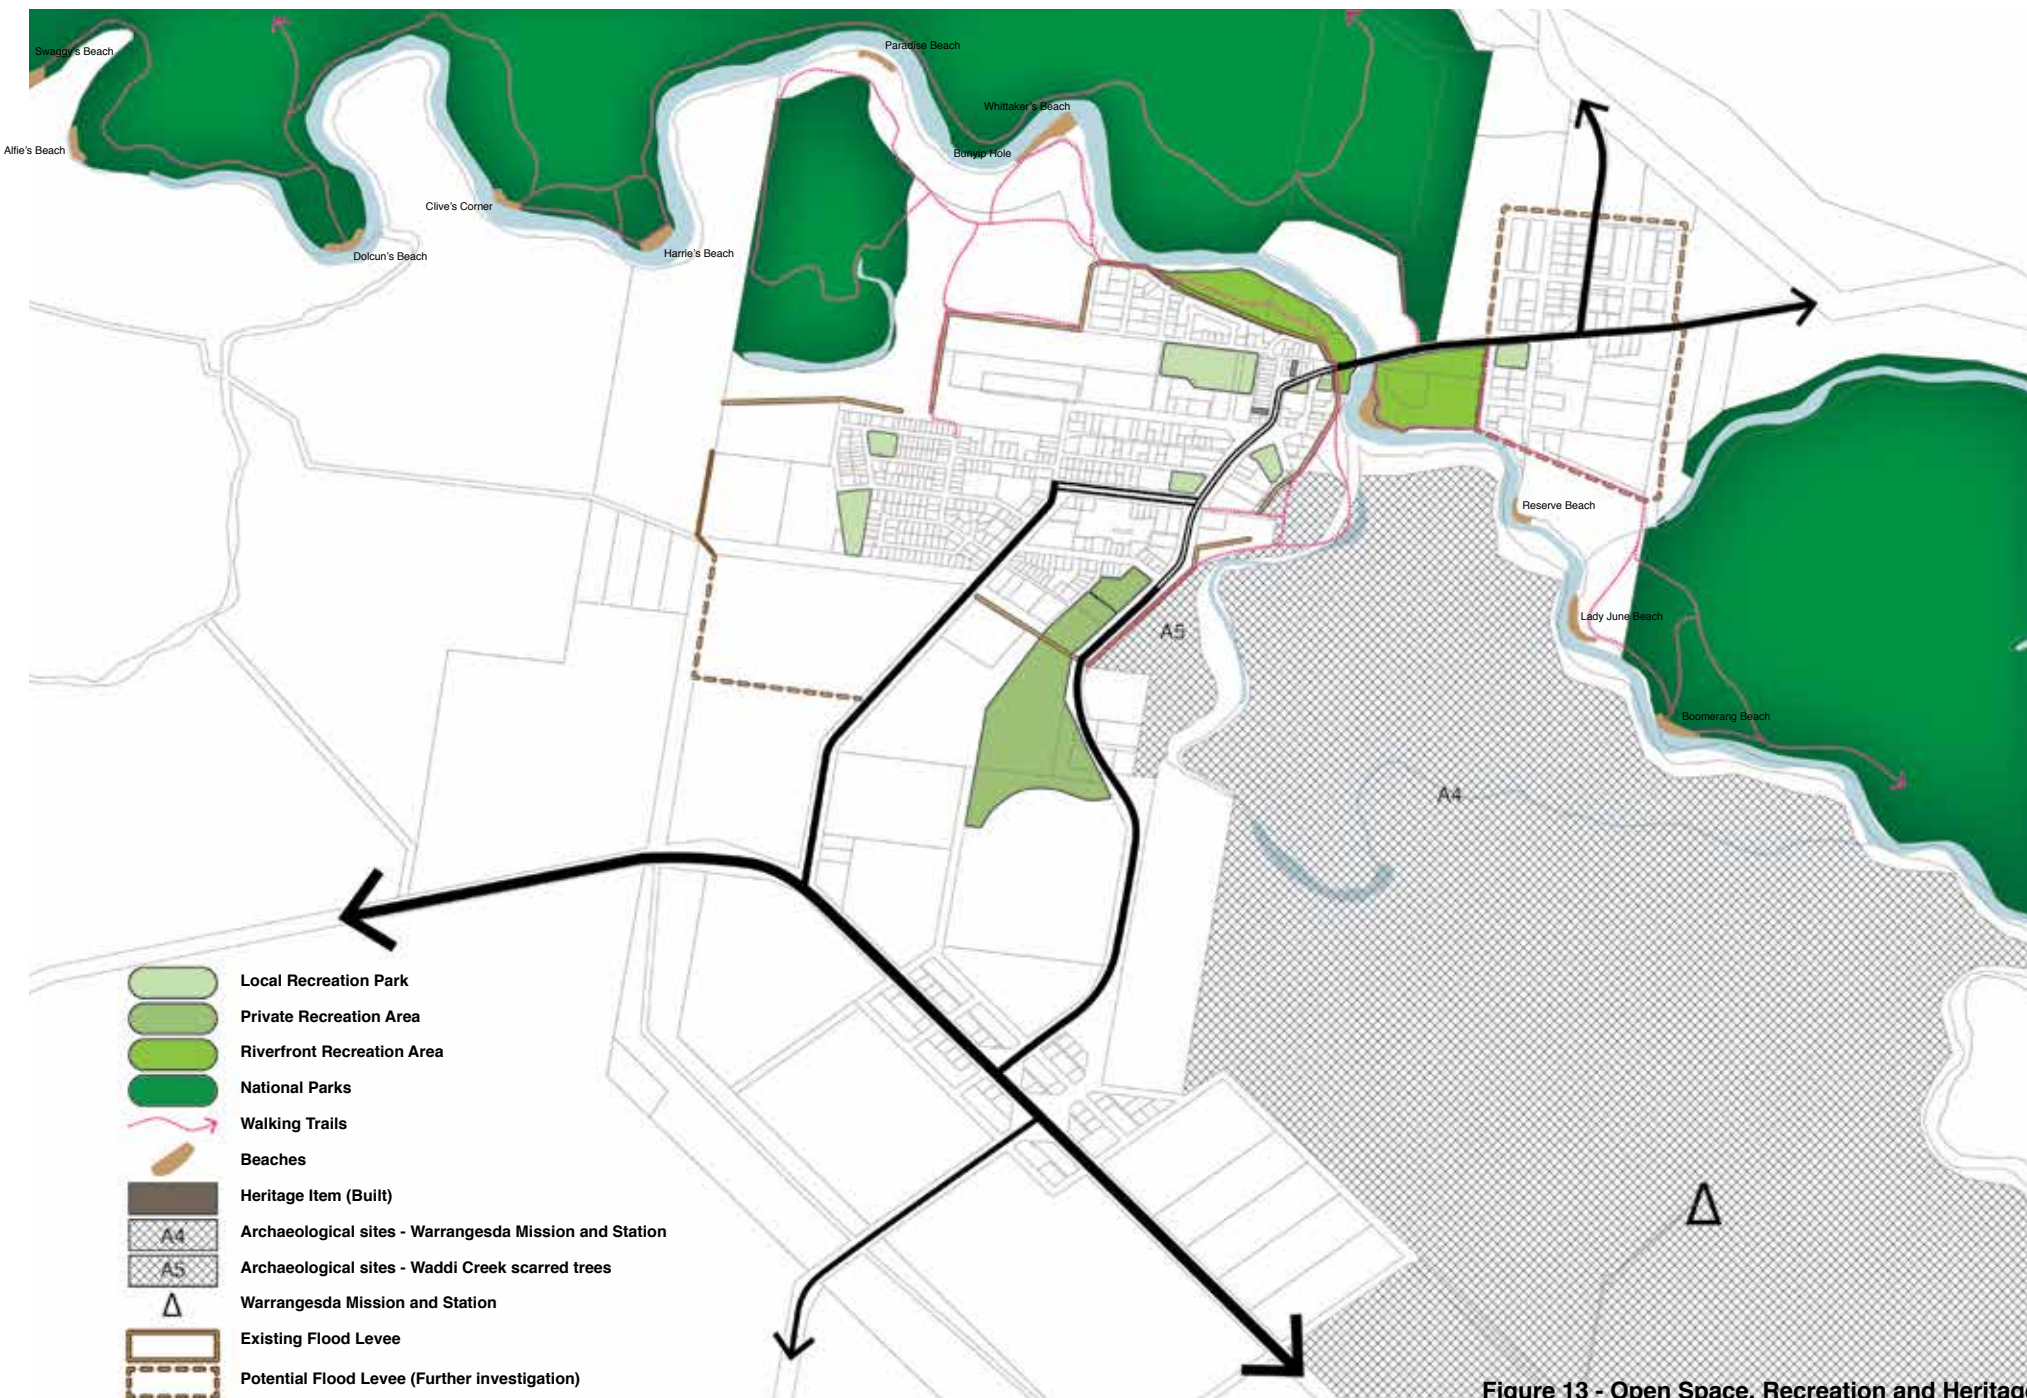 Swaggy's Beach
Paradise Beach
Whittaker's Beach
Alfie's Beach
Bunyip Hole
Clive's Corner
Dolcun's Beach
Harrie's Beach
Reserve Beach
Lady June Beach
A5
Boomerang Beach
A4
Local Recreation Park
Private Recreation Area
Riverfront Recreation Area
National Parks
Walking Trails
Beaches
Heritage Item (Built)
A4 Archaeological sites - Warrangesda Mission and Station
A5 Archaeological sites - Waddi Creek scarred trees
Warrangesda Mission and Station
Existing Flood Levee
Potential Flood Levee (Further investigation)
Figure 13 - Open Space, Recreation and Heritag